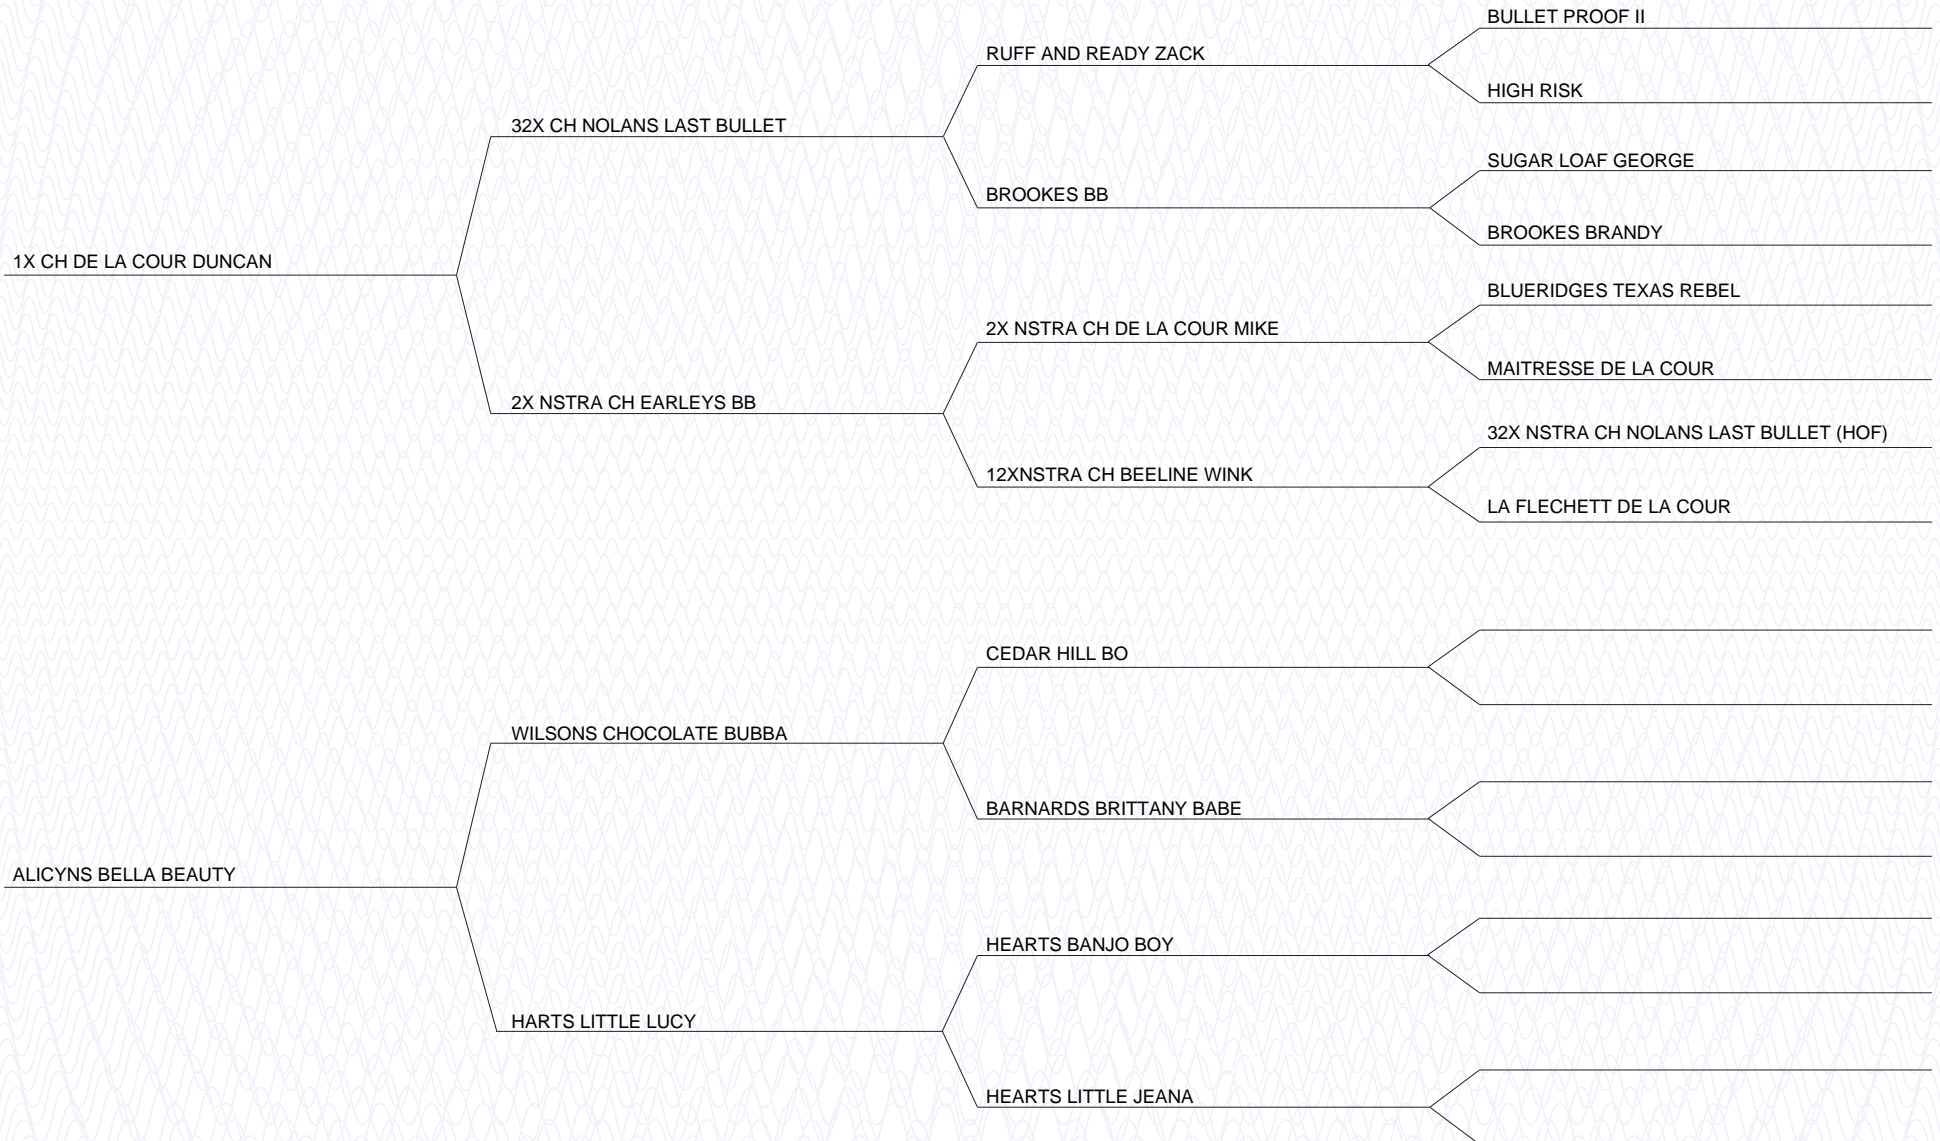 BULLET PROOF II
RUFF AND READY ZACK
HIGH RISK
32X CH NOLANS LAST BULLET
SUGAR LOAF GEORGE
BROOKES BB
BROOKES BRANDY
1X CH DE LA COUR DUNCAN
BLUERIDGES TEXAS REBEL
2X NSTRA CH DE LA COUR MIKE
MAITRESSE DE LA COUR
2X NSTRA CH EARLEYS BB
32X NSTRA CH NOLANS LAST BULLET (HOF)
12XNSTRA CH BEELINE WINK
LA FLECHETT DE LA COUR
CEDAR HILL BO
WILSONS CHOCOLATE BUBBA
BARNARDS BRITTANY BABE
ALICYNS BELLA BEAUTY
HEARTS BANJO BOY
HARTS LITTLE LUCY
HEARTS LITTLE JEANA